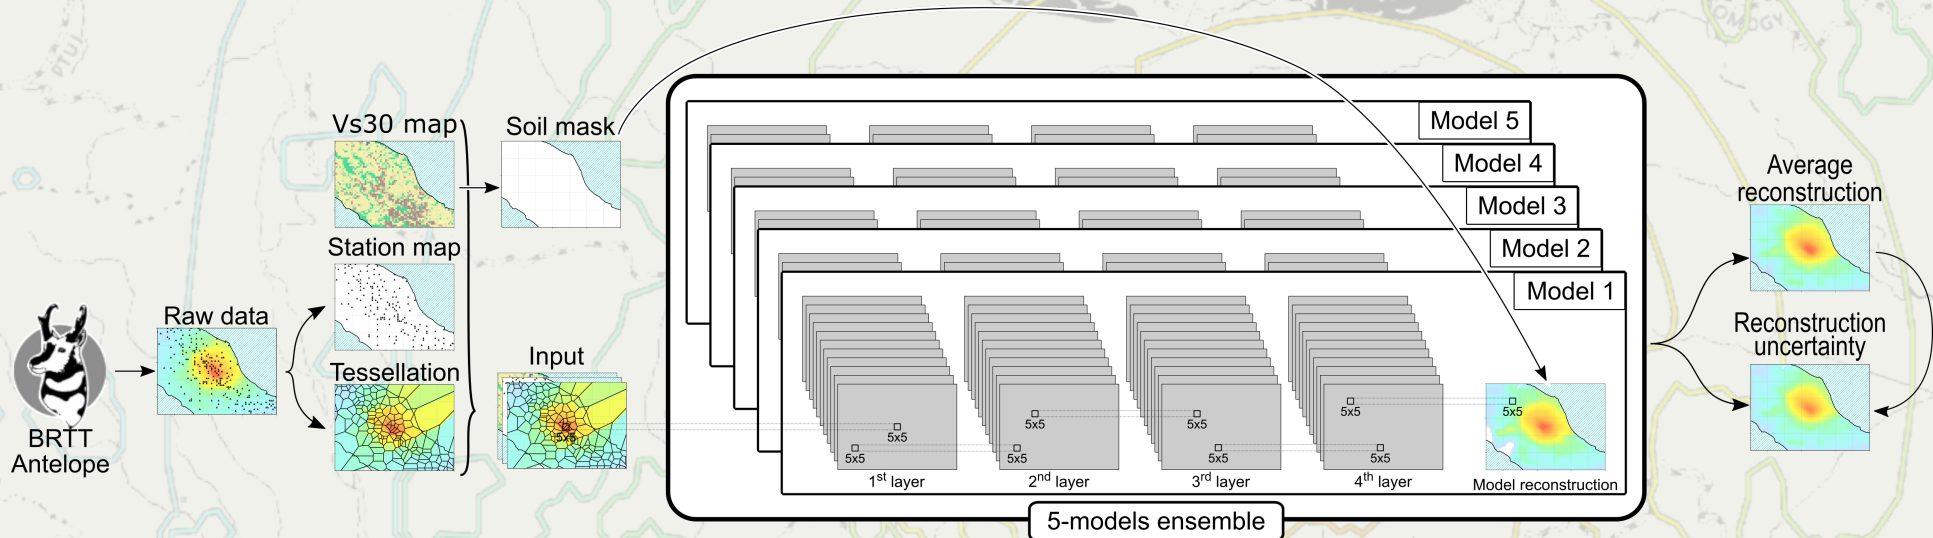 PTUJ
OMOGY
BRTT
Antelope
Raw data
Vs30 map
Station map
Tessellation
Soil mask
Input
5x5
Model 5
Model 4
Model 3
Model 2
Model 1
5x5
5x5
5x5
5x5
5x5
5x5
5x5
5x5
5x5
1st layer
2nd layer
3rd layer
4th layer
Model reconstruction
5-models ensemble
Average
reconstruction
Reconstruction
uncertainty